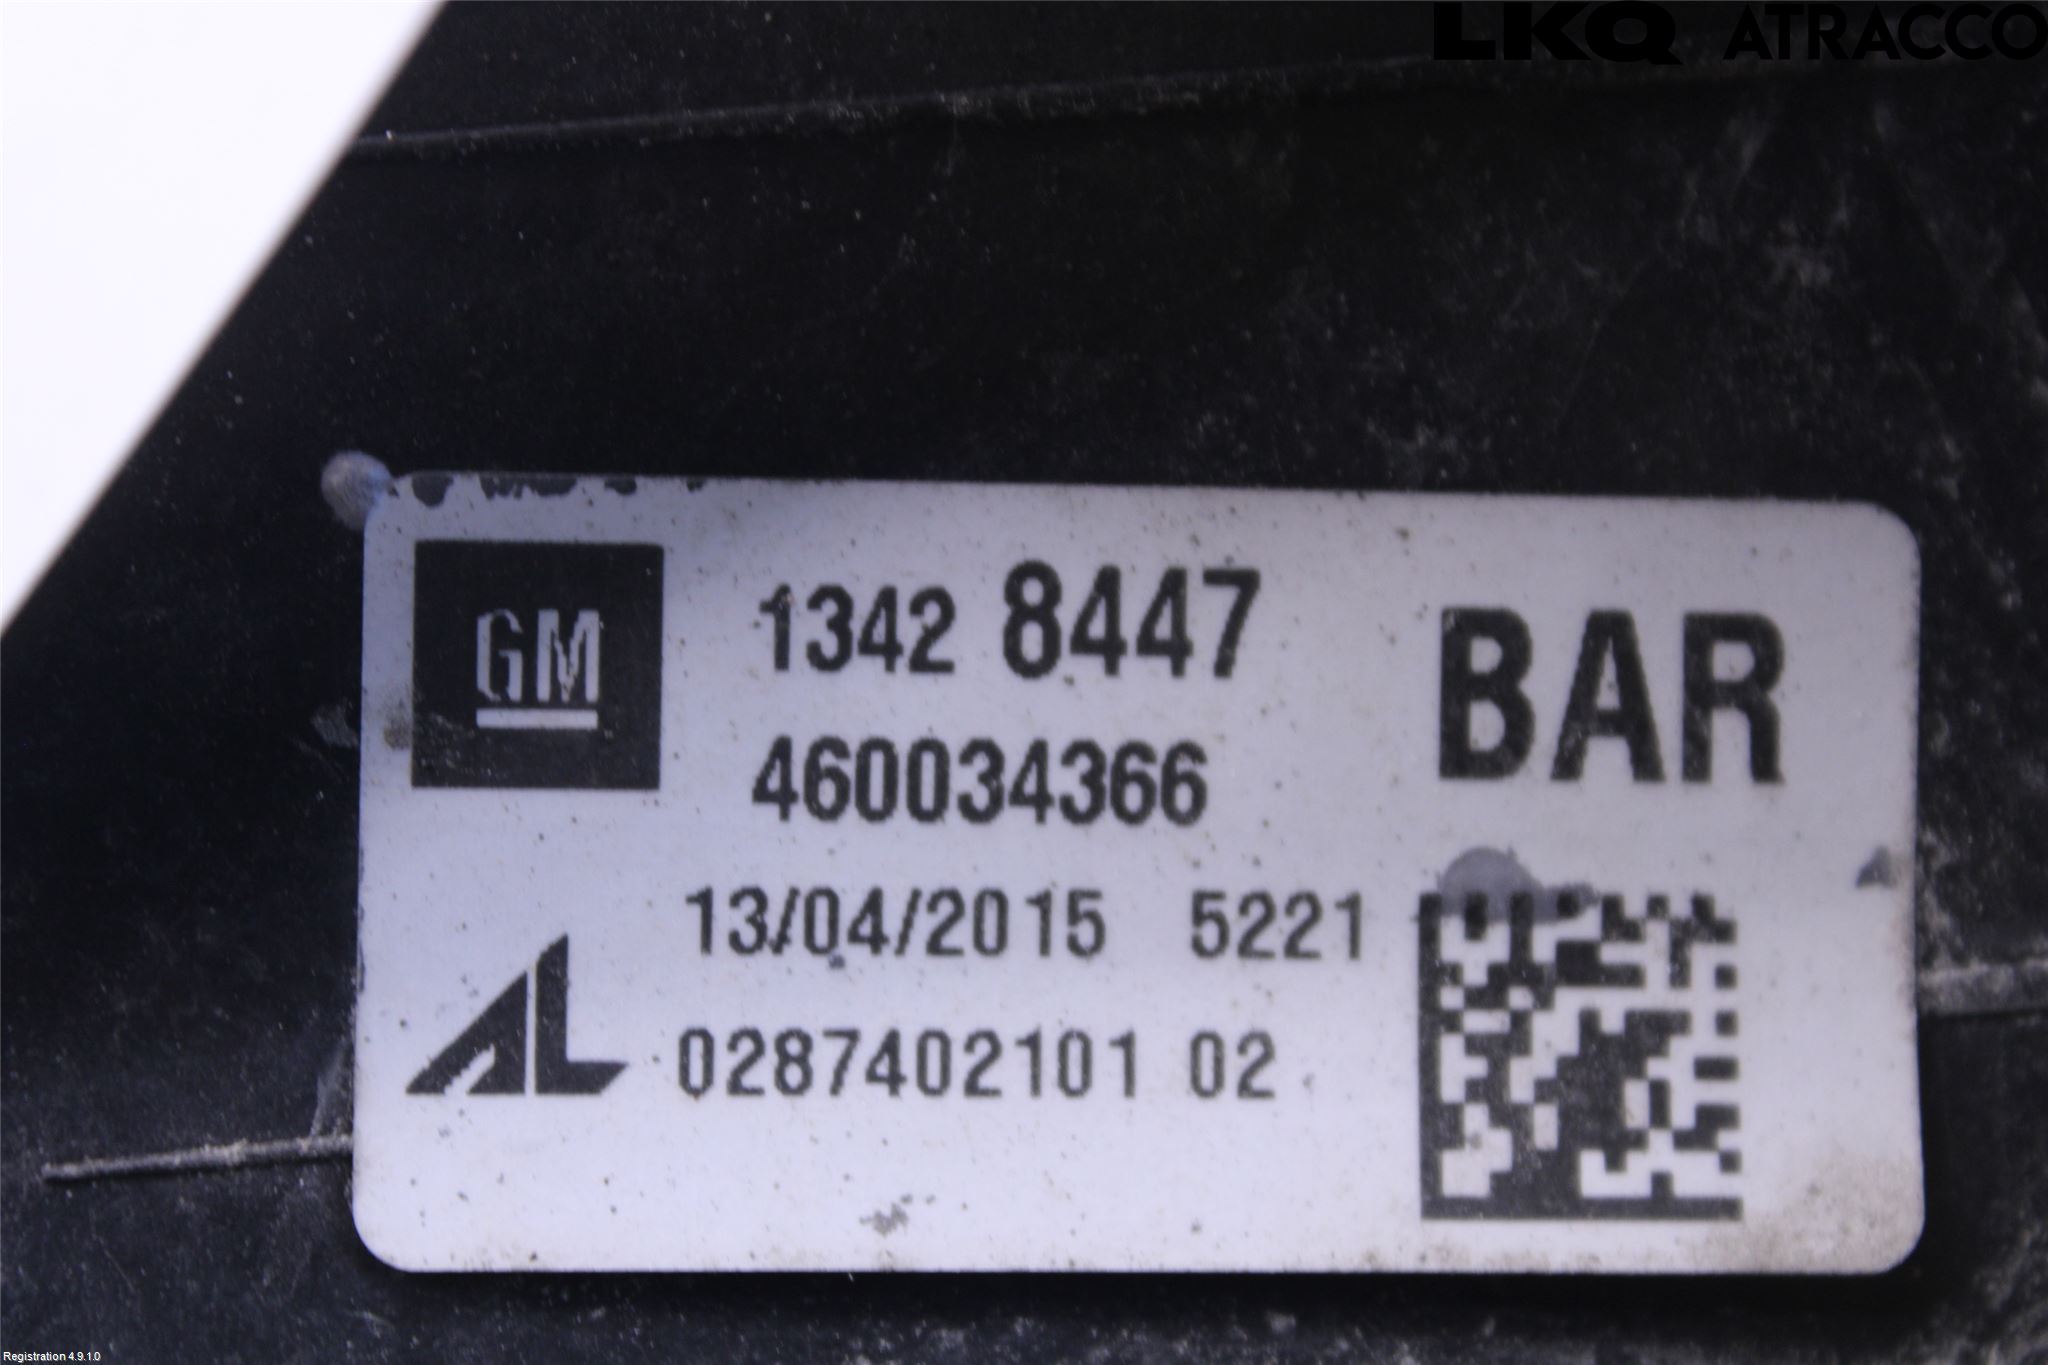 LKQ ATRACCO
GM
1342 8447
BAR
460034366
13/04/2015 5221
AL
0287402101 02
Registration 4.9.1.0